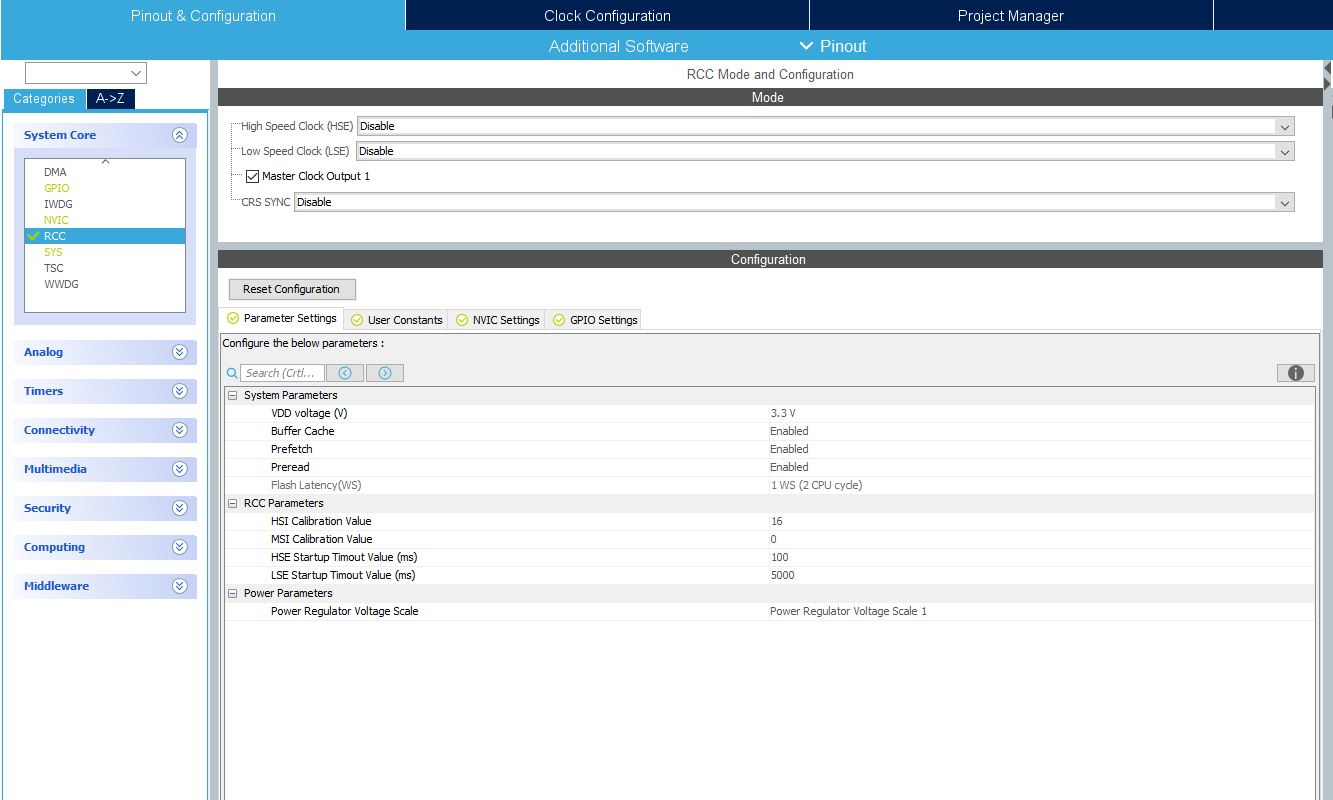 Pinout & Configuration
Clock Configuration
Project Manager
Additional Software
Pinout
Categories
A->Z
System Core
DMA
GPIO
IWDG
NVIC
RCC
SYS
TSC
WWDG
Analog
Timers
Connectivity
Multimedia
Security
Computing
Middleware
RCC Mode and Configuration
Mode
High Speed Clock (HSE) Disable
Low Speed Clock (LSE) Disable
Master Clock Output 1
CRS SYNC Disable
Configuration
Reset Configuration
Parameter Settings
User Constants
NVIC Settings
GPIO Settings
Configure the below parameters :
Search (Crtl...
System Parameters
VDD voltage (V) 3.3 V
Buffer Cache Enabled
Prefetch Enabled
Preread Enabled
Flash Latency(WS) 1 WS (2 CPU cycle)
RCC Parameters
HSI Calibration Value 16
MSI Calibration Value 0
HSE Startup Timout Value (ms) 100
LSE Startup Timout Value (ms) 5000
Power Parameters
Power Regulator Voltage Scale Power Regulator Voltage Scale 1